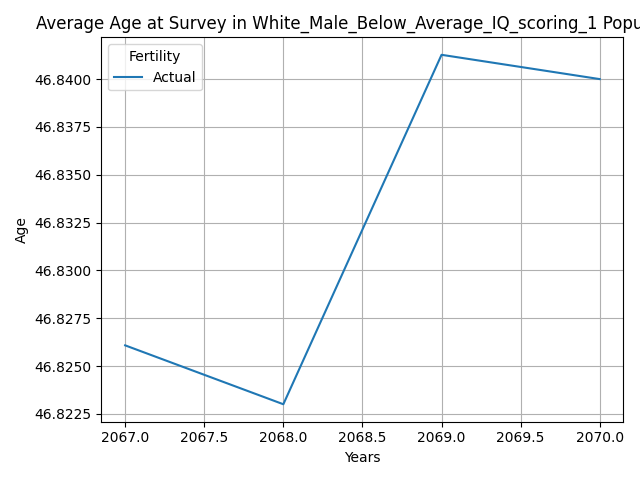 Average Age at Survey in White_Male_Below_Average_IQ_scoring_1 Popu
Fertility
Actual
46.8400
46.8375
46.8350
46.8325
46.8300
46.8275
46.8250
46.8225
Age
2067.0 2067.5 2068.0 2068.5 2069.0 2069.5 2070.0
Years